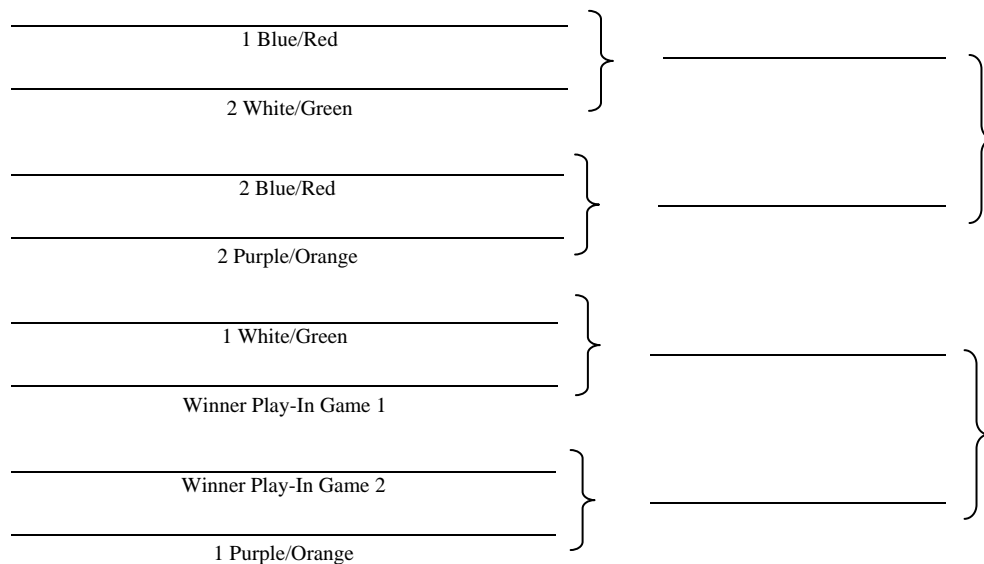 1 Blue/Red
2 White/Green
2 Blue/Red
2 Purple/Orange
1 White/Green
Winner Play-In Game 1
Winner Play-In Game 2
1 Purple/Orange